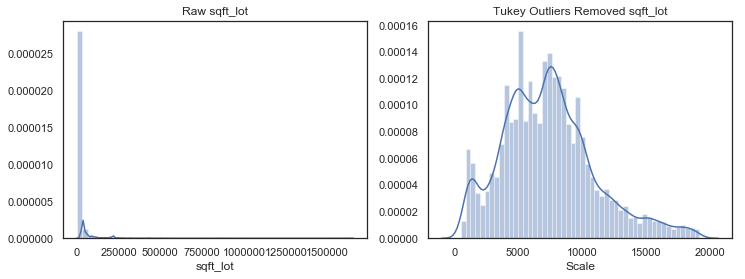 Raw sqft_lot
0.000025
0.000020
0.000015
0.000010
0.000005
0.000000
0 250000 500000 750000 1000000 1250000 1500000
sqft_lot
Tukey Outliers Removed sqft_lot
0.00016
0.00014
0.00012
0.00010
0.00008
0.00006
0.00004
0.00002
0.00000
0 5000 10000 15000 20000
Scale